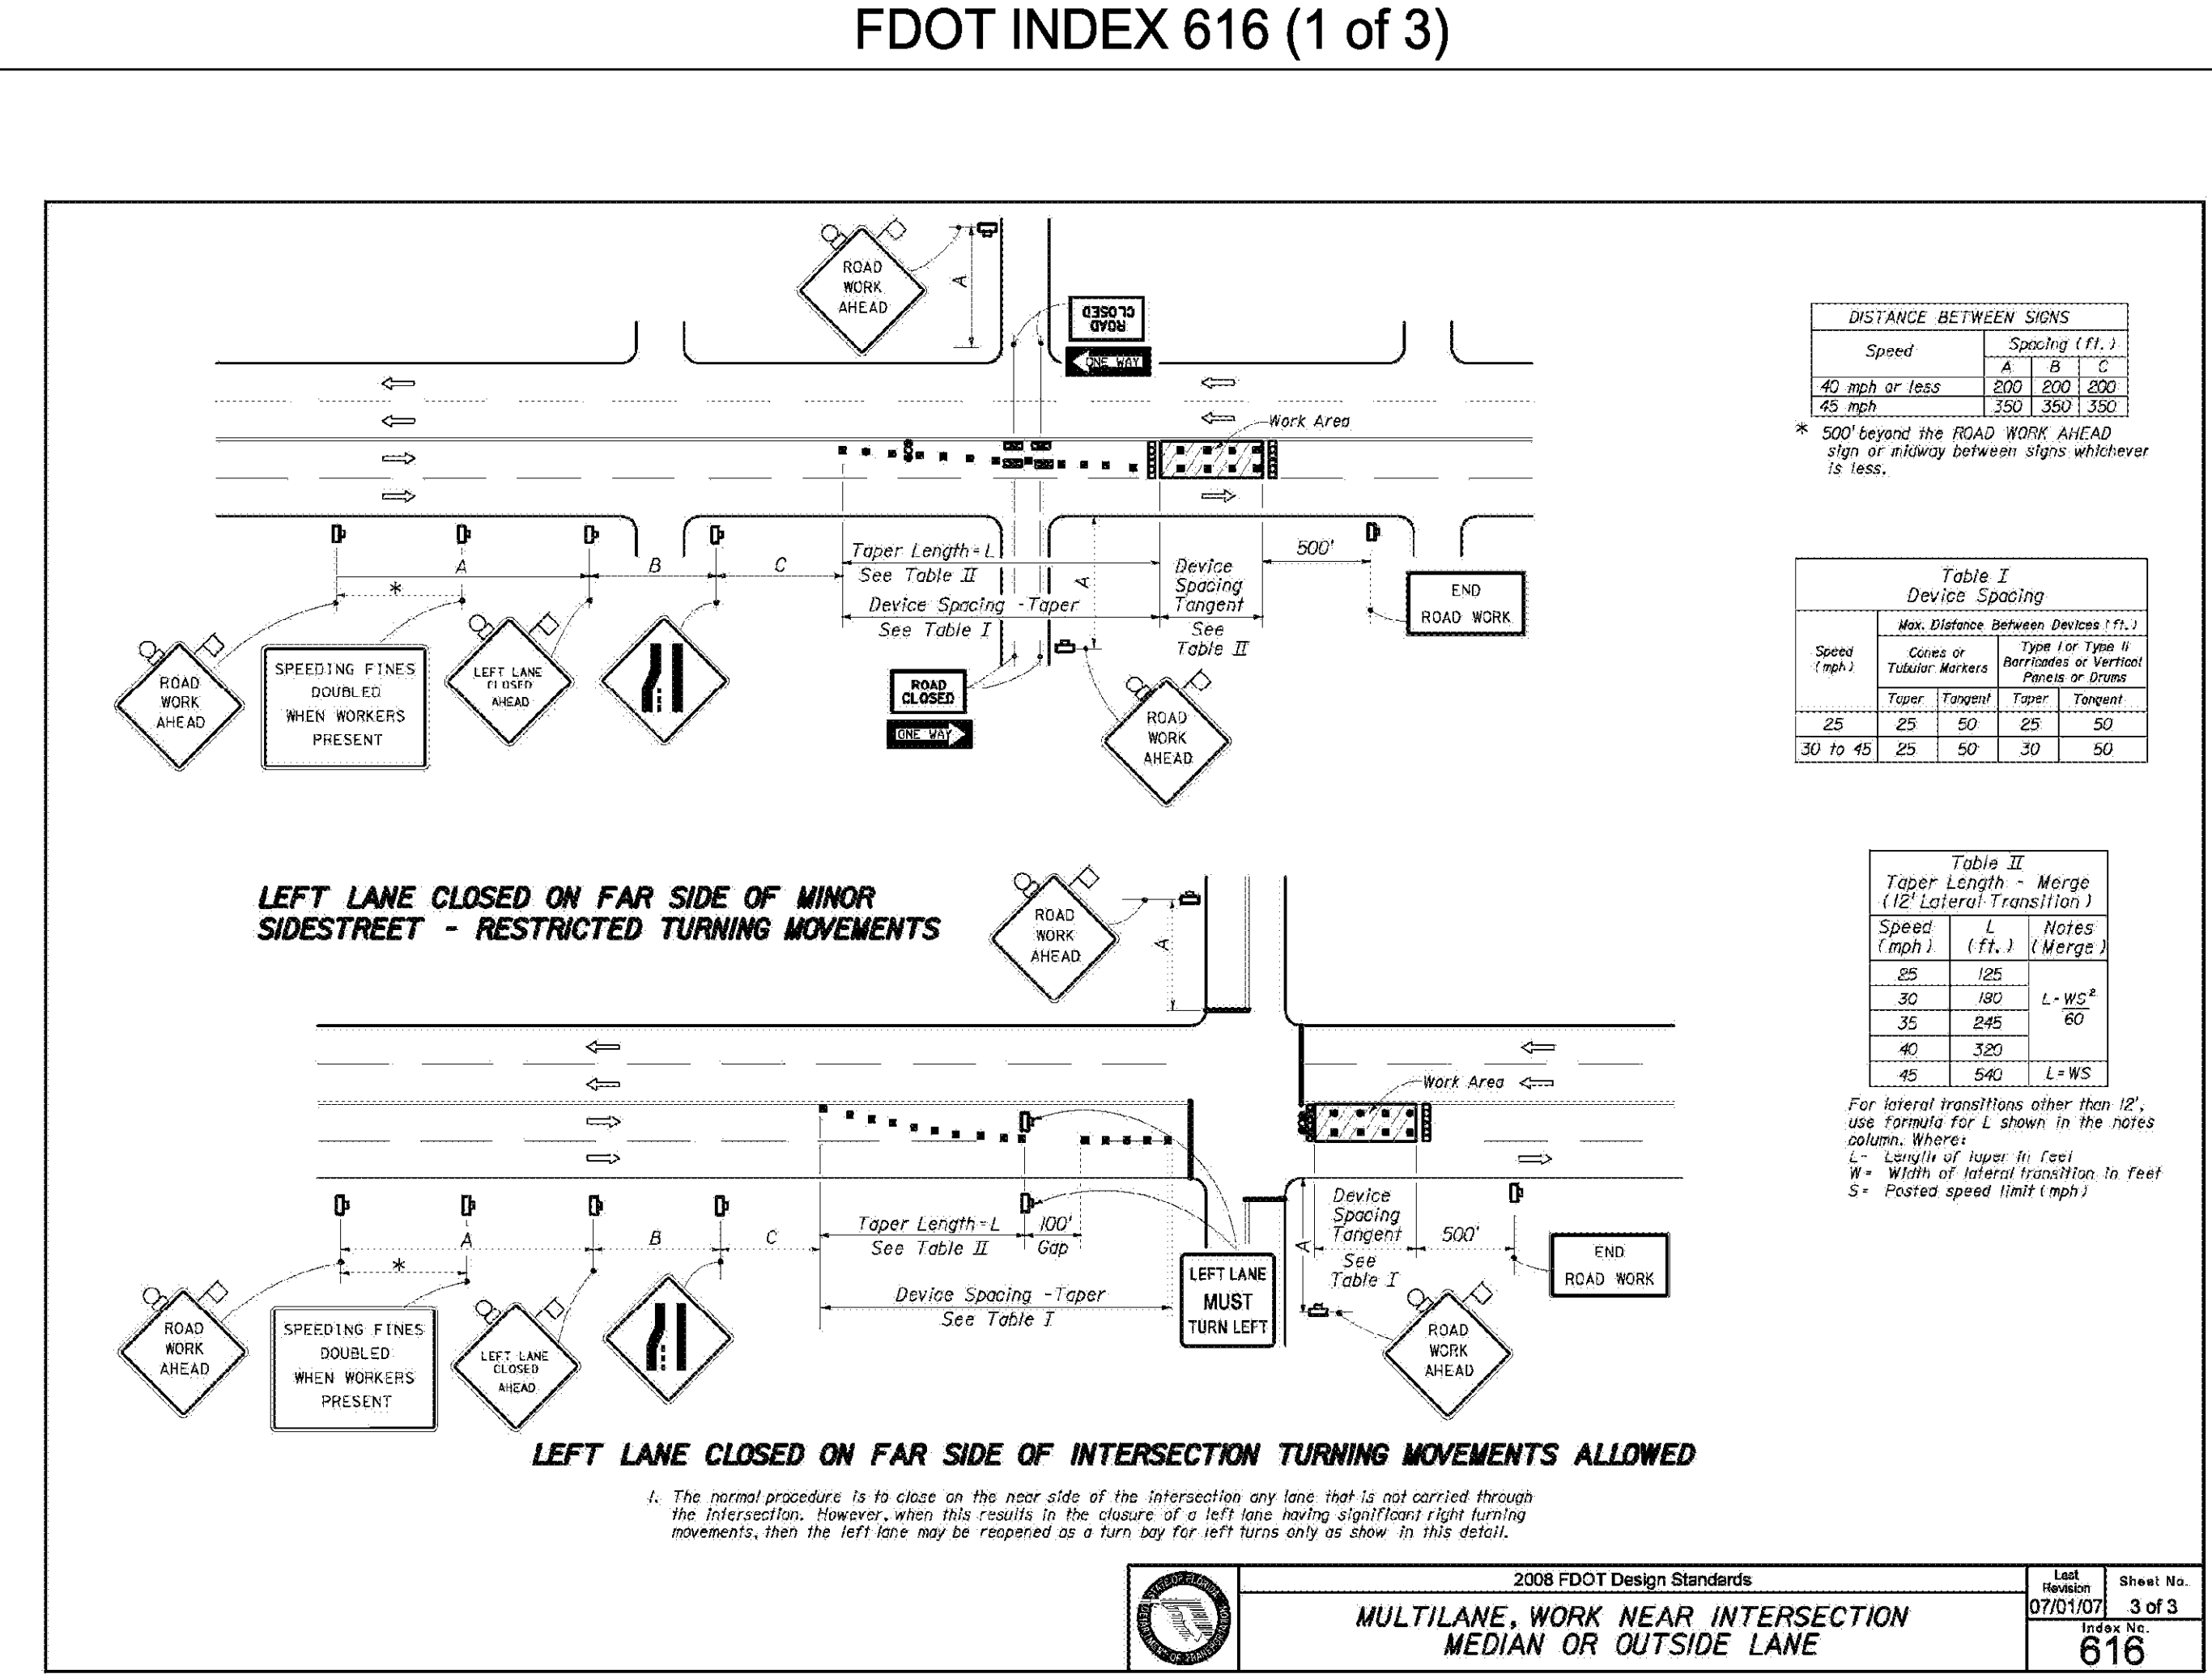 FDOT INDEX 616 (1 of 3)
ROAD
WORK
AHEAD
A
ROAD
CLOSED
ONE WAY
Work Area
A
*
B
C
Taper Length=L
See Table II
Device Spacing - Taper
See Table I
A
Device
Spacing
Tangent
See
Table II
500'
END
ROAD WORK
ROAD
WORK
AHEAD
SPEEDING FINES
DOUBLED
WHEN WORKERS
PRESENT
LEFT LANE
CLOSED
AHEAD
ROAD
CLOSED
ONE WAY
ROAD
WORK
AHEAD
DISTANCE BETWEEN SIGNS
Speed
Spacing (ft.)
A B C
40 mph or less 200 200 200
45 mph 350 350 350
* 500' beyond the ROAD WORK AHEAD
sign or midway between signs whichever
is less.
Table I
Device Spacing
Speed
(mph)
Max. Distance Between Devices (ft.)
Cones or
Tubular Markers
Type I or Type II
Barricades or Vertical
Panels or Drums
Taper Tangent Taper Tangent
25 25 50 25 50
30 to 45 25 50 30 50
LEFT LANE CLOSED ON FAR SIDE OF MINOR
SIDESTREET - RESTRICTED TURNING MOVEMENTS
Table II
Taper Length - Merge
(12' Lateral Transition)
Speed
(mph)
L
(ft.)
Notes
(Merge)
25 125
30 180
35 245
40 320
L=WS²
60
45 540 L=WS
For lateral transitions other than 12',
use formula for L shown in the notes
column. Where:
L= Length of taper in feet
W= Width of lateral transition in feet
S= Posted speed limit (mph)
ROAD
WORK
AHEAD
A
Work Area
A
*
B
C
Taper Length=L
See Table II
100'
Gap
Device Spacing - Taper
See Table I
LEFT LANE
MUST
TURN LEFT
A
Device
Spacing
Tangent
See
Table I
500'
END
ROAD WORK
ROAD
WORK
AHEAD
SPEEDING FINES
DOUBLED
WHEN WORKERS
PRESENT
LEFT LANE
CLOSED
AHEAD
ROAD
WORK
AHEAD
LEFT LANE CLOSED ON FAR SIDE OF INTERSECTION TURNING MOVEMENTS ALLOWED
1. The normal procedure is to close on the near side of the intersection any lane that is not carried through
the intersection. However, when this results in the closure of a left lane having significant right turning
movements, then the left lane may be reopened as a turn bay for left turns only as show in this detail.
2008 FDOT Design Standards
MULTILANE, WORK NEAR INTERSECTION
MEDIAN OR OUTSIDE LANE
Last
Revision
07/01/07
Sheet No.
3 of 3
Index No.
616